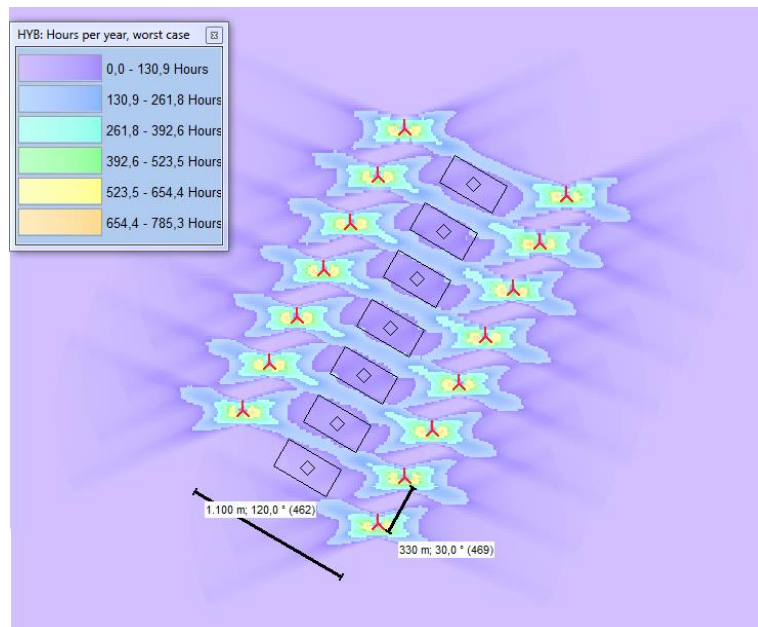 HYB: Hours per year, worst case
0,0 - 130,9 Hours
130,9 - 261,8 Hours
261,8 - 392,6 Hours
392,6 - 523,5 Hours
523,5 - 654,4 Hours
654,4 - 785,3 Hours
1.100 m; 120,0 ° (462)
330 m; 30,0 ° (469)